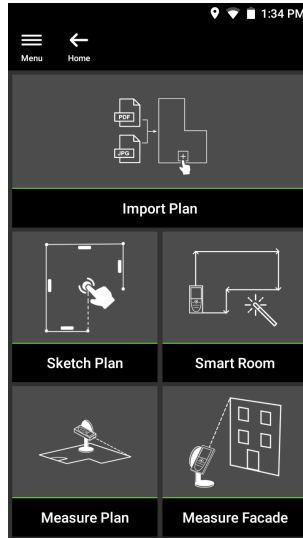 1:34 PM
Menu
Home
PDF
JPG
Import Plan
Sketch Plan
Smart Room
Measure Plan
Measure Facade